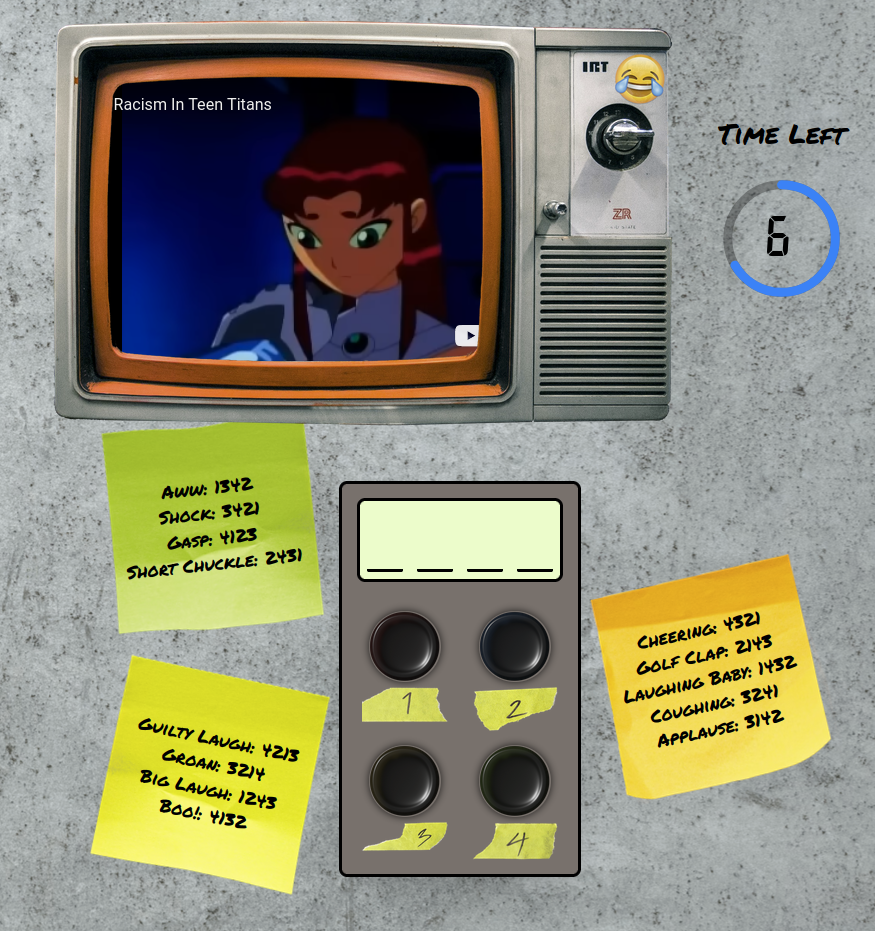 IRT
Racism In Teen Titans
Time Left
6
ZR
Aww: 1342
Shock: 3421
Gasp: 4123
Short Chuckle: 2431
Cheering: 4321
Golf Clap: 2143
Laughing Baby: 1432
Coughing: 3241
Applause: 3142
Guilty Laugh: 4213
Groan: 3214
Big Laugh: 1243
Boo!: 4132
1
2
3
4